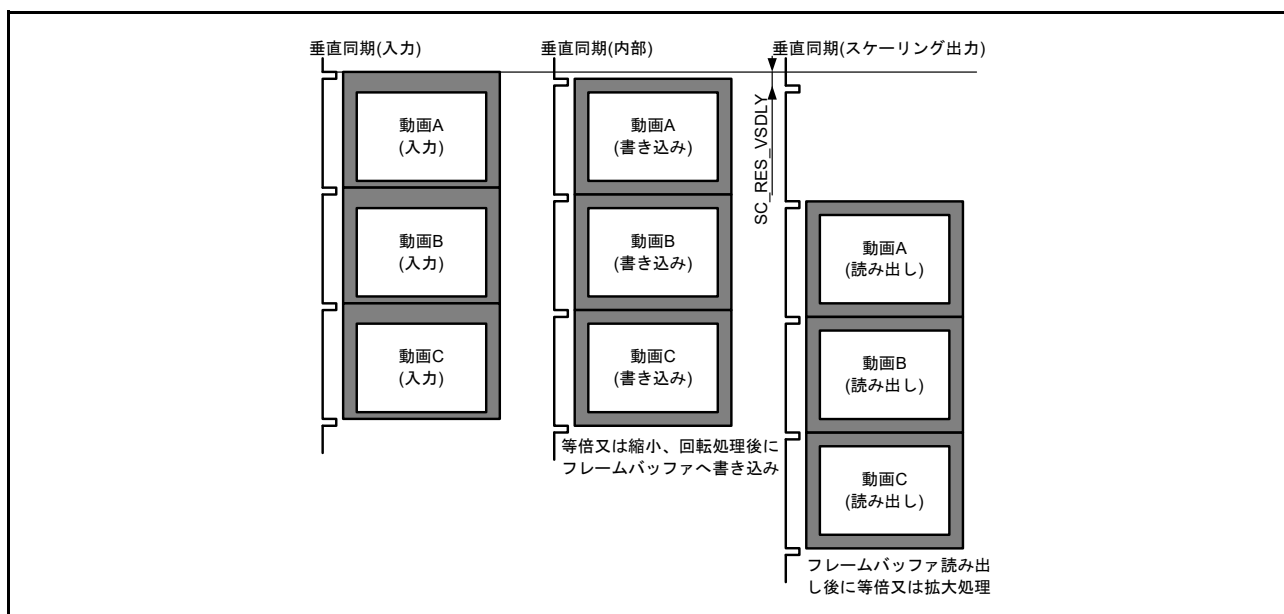 垂直同期(入力)
垂直同期(内部)
垂直同期(スケーリング出力)
SC_RES_VSDLY
動画A
(入力)
動画B
(入力)
動画C
(入力)
動画A
(書き込み)
動画B
(書き込み)
動画C
(書き込み)
等倍又は縮小、回転処理後に
フレームバッファへ書き込み
動画A
(読み出し)
動画B
(読み出し)
動画C
(読み出し)
フレームバッファ読み出
し後に等倍又は拡大処理